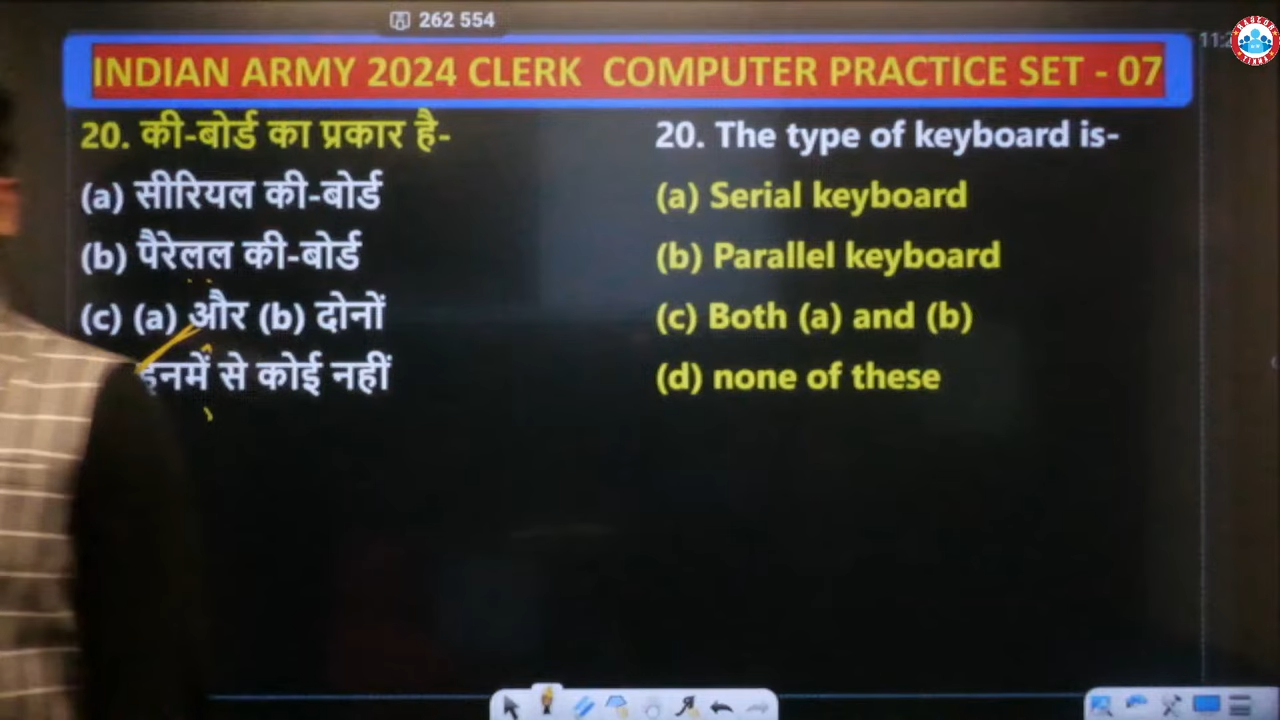 262 554
INDIAN ARMY 2024 CLERK COMPUTER PRACTICE SET - 07
20. की-बोर्ड का प्रकार है-
(a) सीरियल की-बोर्ड
(b) पैरेलल की-बोर्ड
(c) (a) और (b) दोनों
इनमें से कोई नहीं
20. The type of keyboard is-
(a) Serial keyboard
(b) Parallel keyboard
(c) Both (a) and (b)
(d) none of these